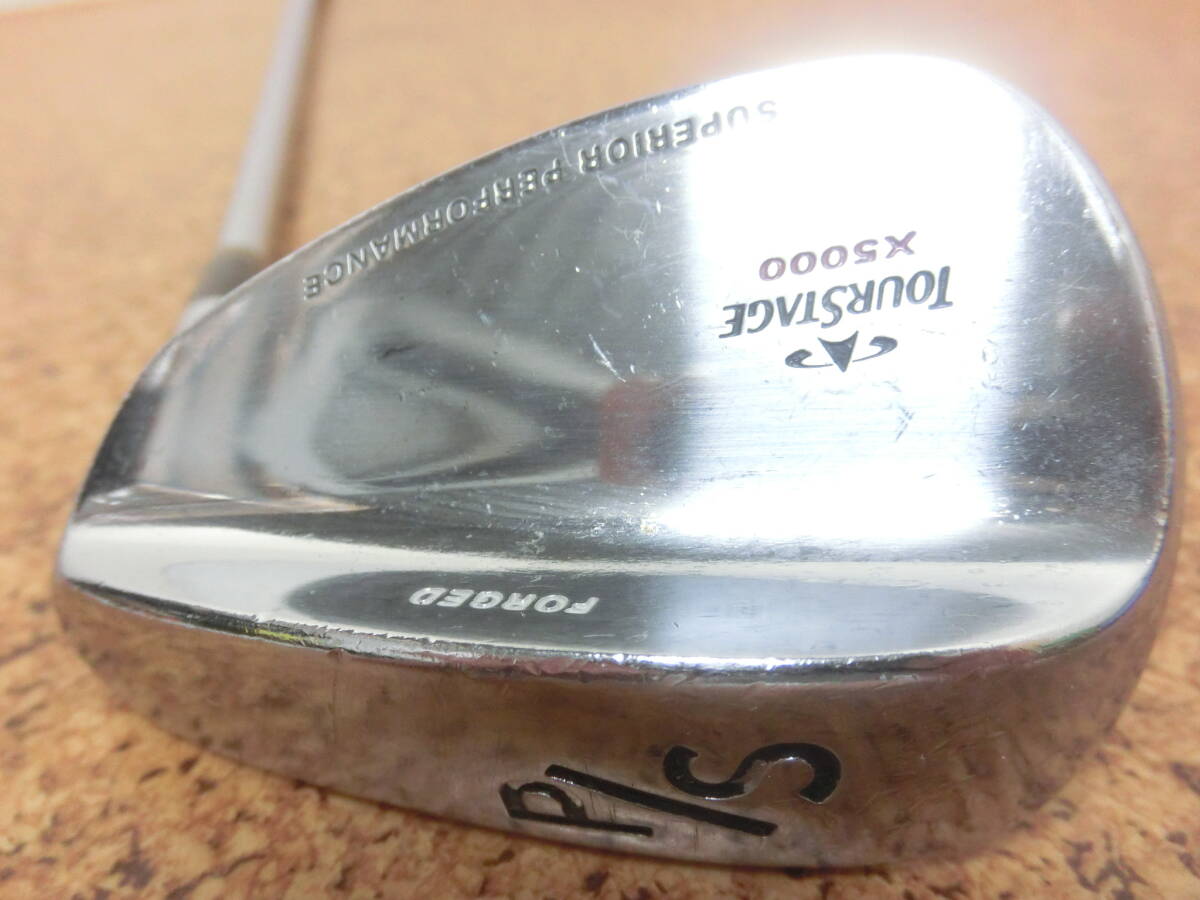 SUPERIOR PERFORMANCE
TOURSTAGE
X5000
FORGED
P/S